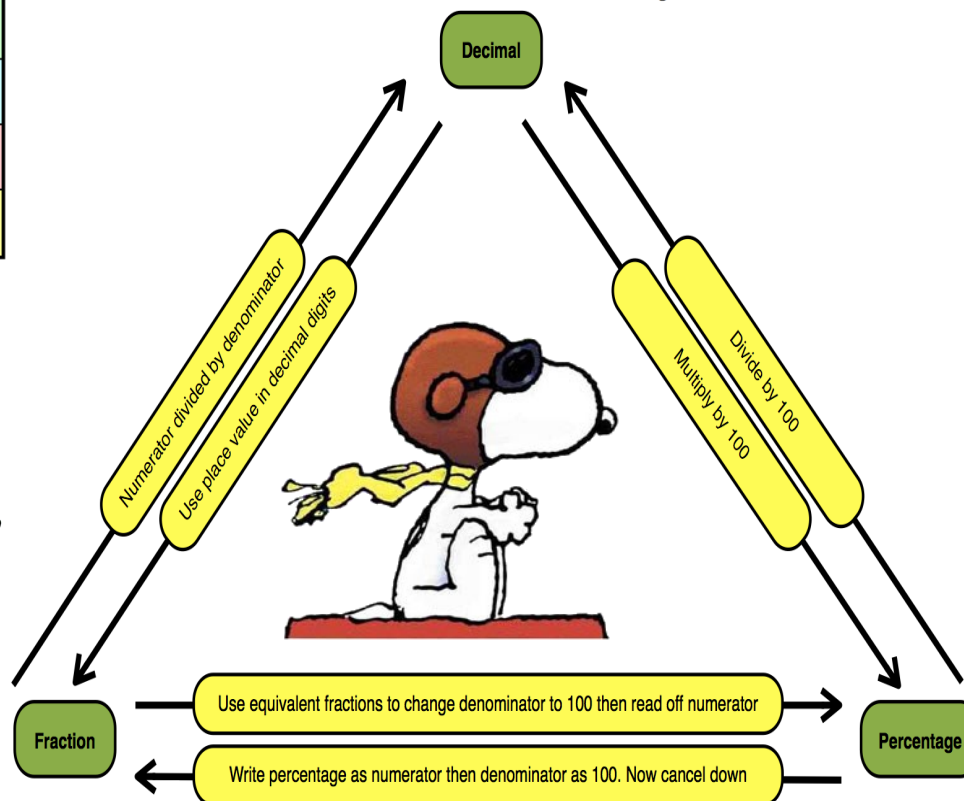 Decimal
Numerator divided by denominator
Use place value in decimal digits
Divide by 100
Multiply by 100
Use equivalent fractions to change denominator to 100 then read off numerator
Fraction
Percentage
Write percentage as numerator then denominator as 100. Now cancel down